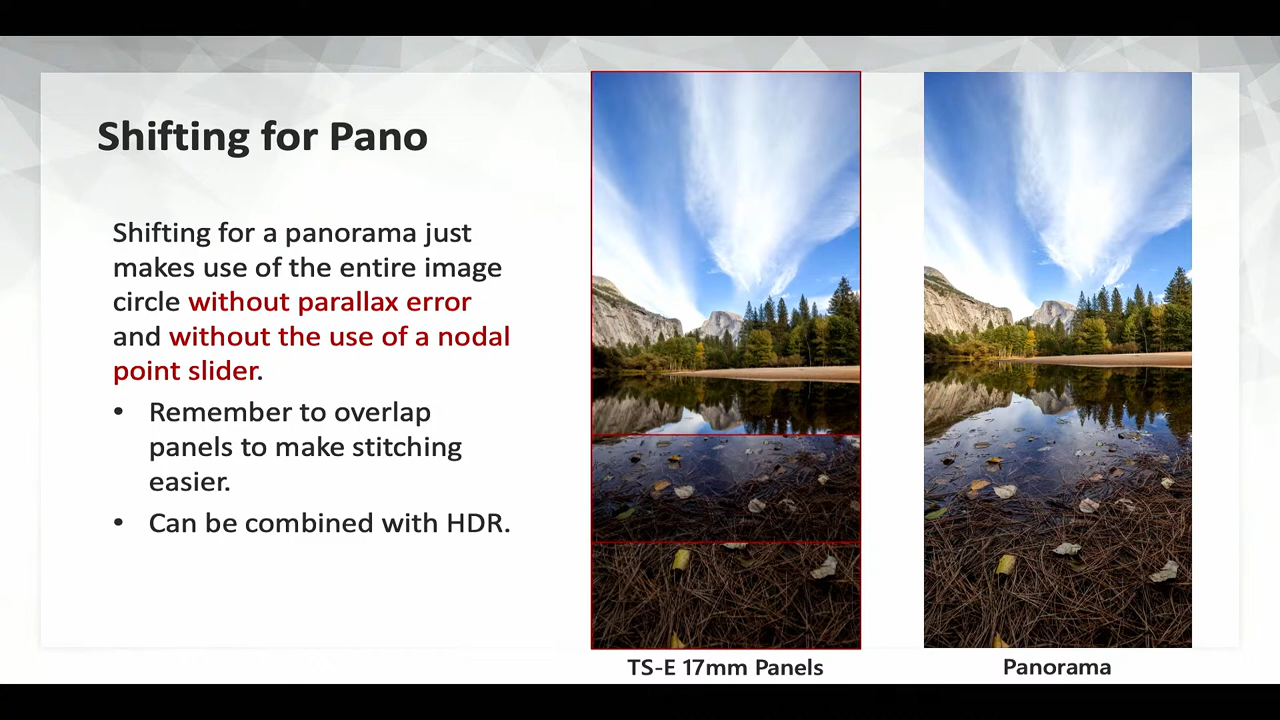 Shifting for Pano
Shifting for a panorama just
makes use of the entire image
circle without parallax error
and without the use of a nodal
point slider.
• Remember to overlap
panels to make stitching
easier.
• Can be combined with HDR.
TS-E 17mm Panels
Panorama